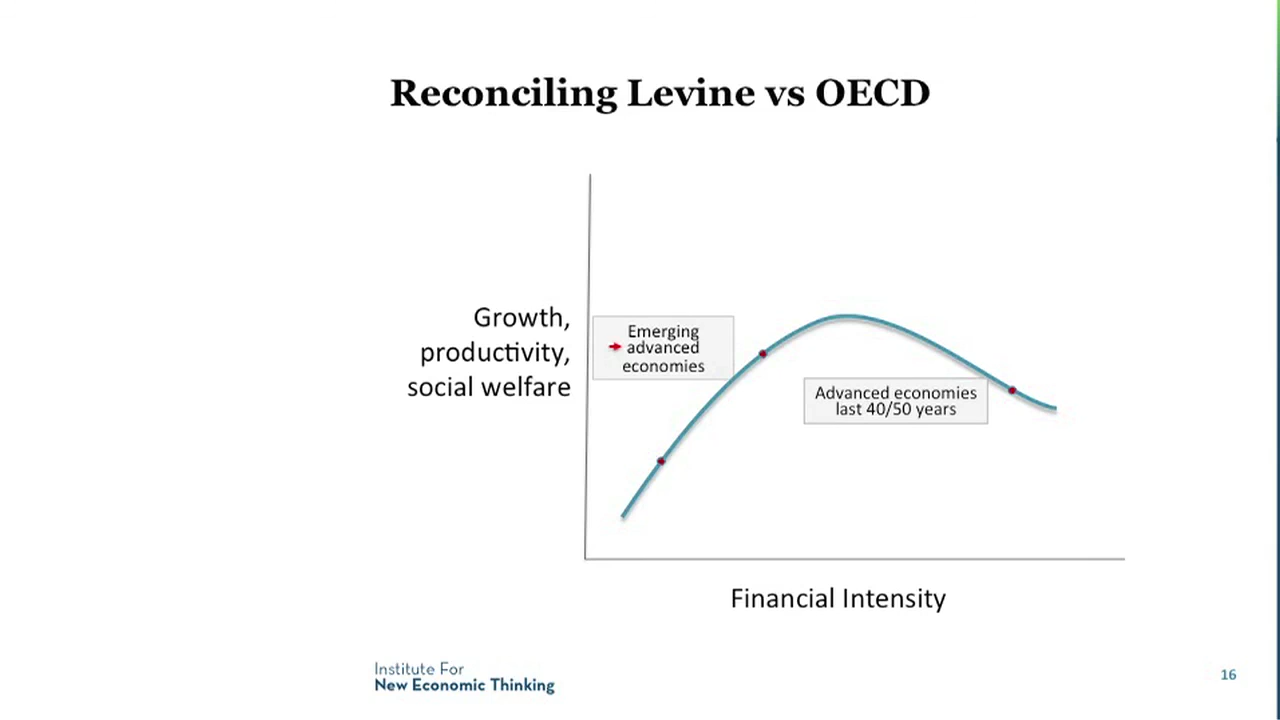 Reconciling Levine vs OECD
Growth,
productivity,
social welfare
Emerging
advanced
economies
Advanced economies
last 40/50 years
Financial Intensity
Institute For
New Economic Thinking
16